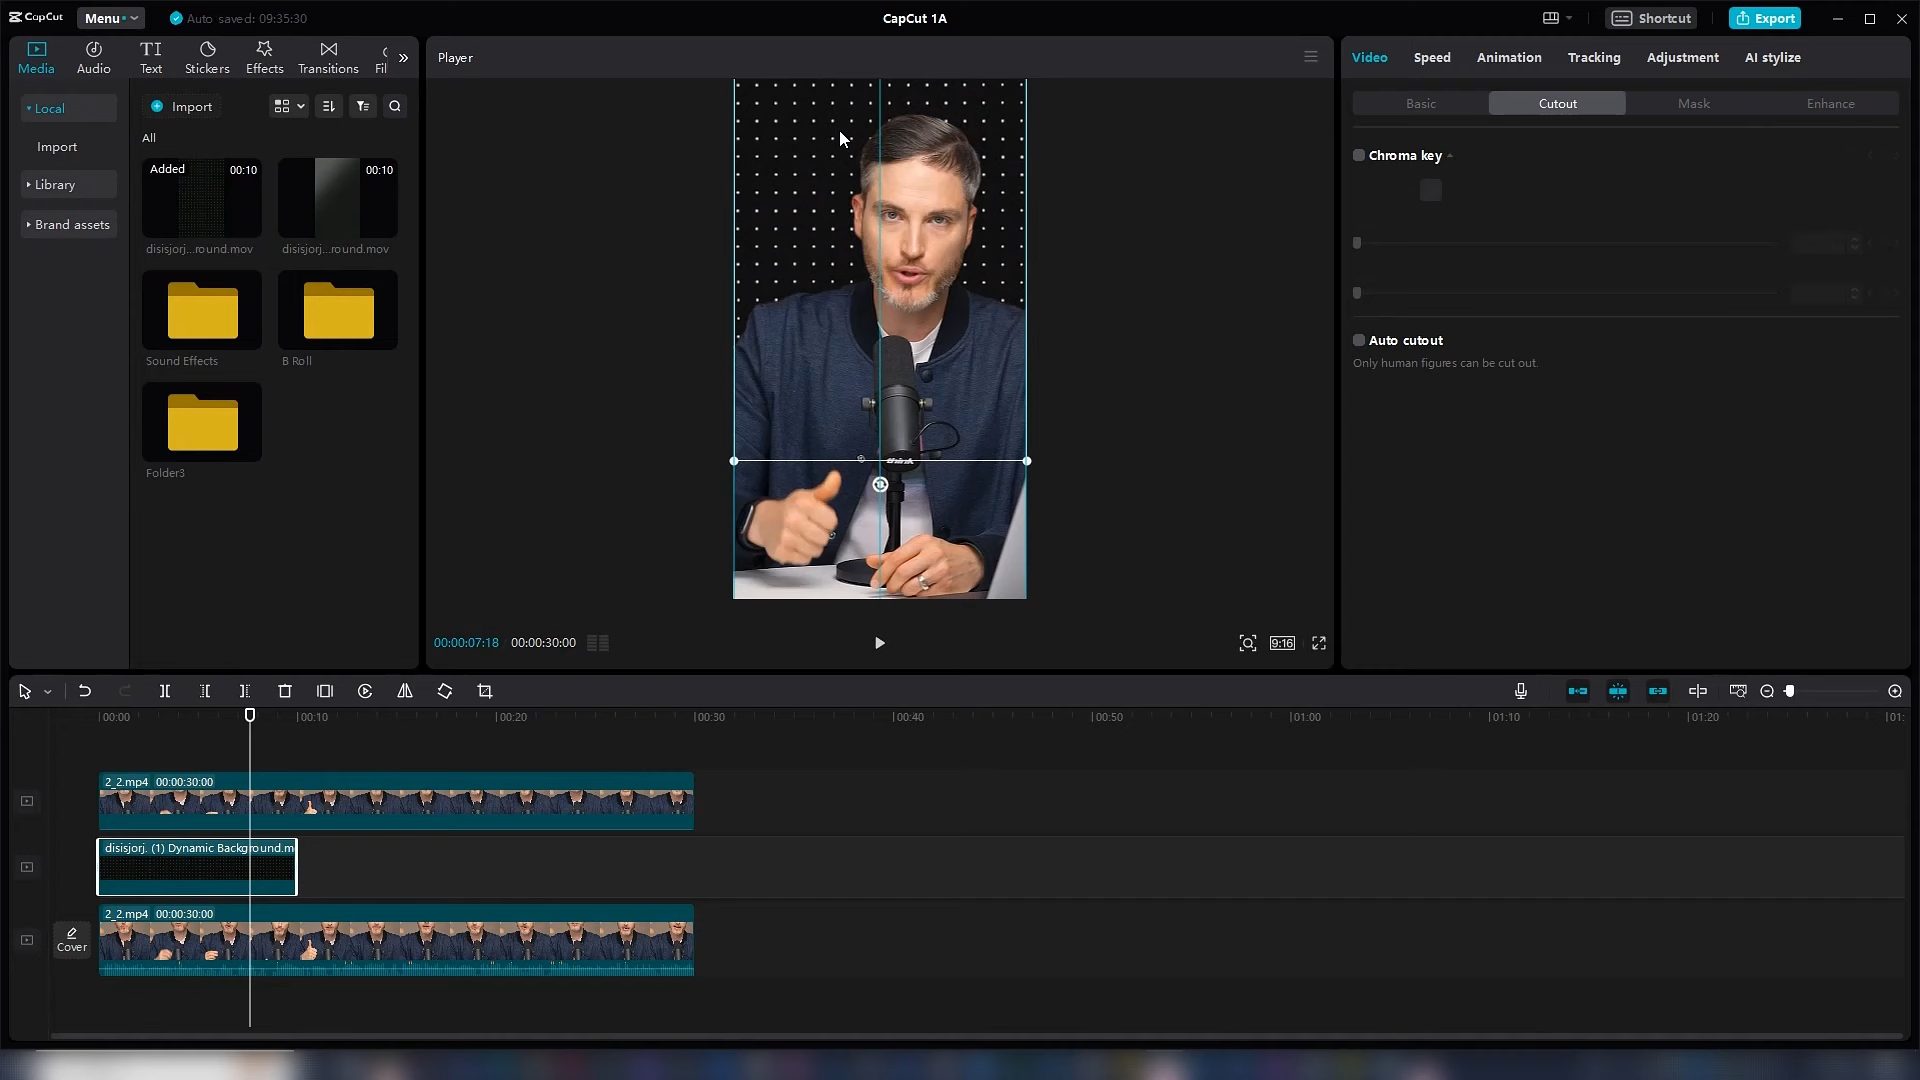 CapCut
Menu
Auto saved: 09:35:30
CapCut 1A
Shortcut
Export
Media
Audio
Text
Stickers
Effects
Transitions
Fil
Player
Video
Speed
Animation
Tracking
Adjustment
AI stylize
Local
Import
Library
Brand assets
Import
All
Added
00:10
00:10
disisjorj...round.mov
disisjorj...round.mov
Sound Effects
B Roll
Folder3
think
00:00:07:18
00:00:30:00
9:16
Basic
Cutout
Mask
Enhance
Chroma key
Auto cutout
Only human figures can be cut out.
00:00
00:10
00:20
00:30
00:40
00:50
01:00
01:10
01:20
01:
2_2.mp4 00:00:30:00
disisjorj. (1) Dynamic Background.m
Cover
2_2.mp4 00:00:30:00